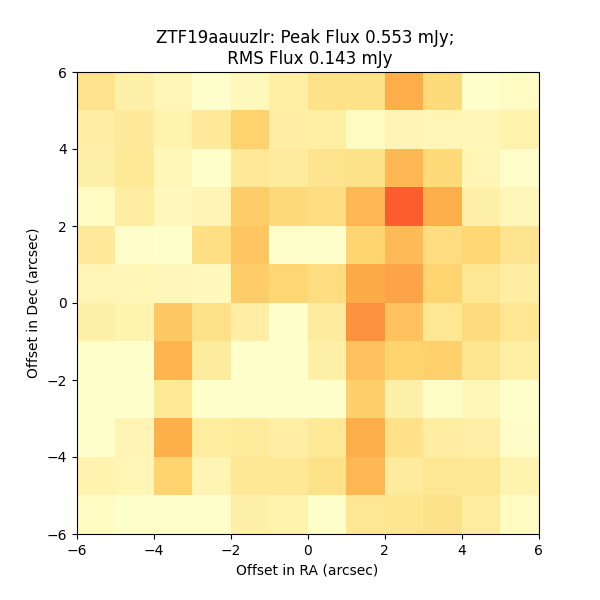 ZTF19aauuzlr: Peak Flux 0.553 mJy;
RMS Flux 0.143 mJy
6
4
2
0
−2
−4
−6
Offset in Dec (arcsec)
−6 −4 −2 0 2 4 6
Offset in RA (arcsec)